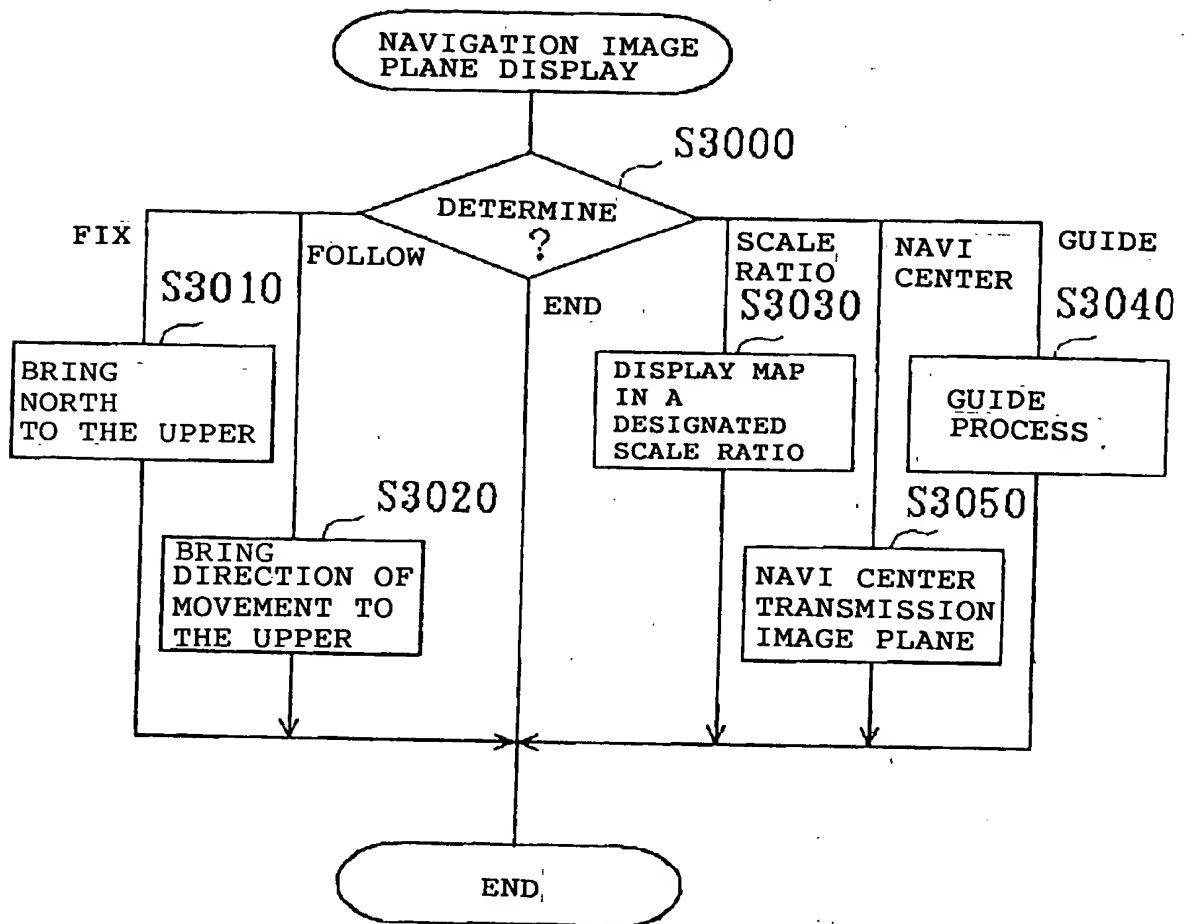 NAVIGATION IMAGE
PLANE DISPLAY
S3000
DETERMINE
?
FIX
FOLLOW
END
SCALE
RATIO
NAVI
CENTER
GUIDE
S3010
BRING
NORTH
TO THE UPPER
S3020
BRING
DIRECTION OF
MOVEMENT TO
THE UPPER
S3030
DISPLAY MAP
IN A
DESIGNATED
SCALE RATIO
S3040
GUIDE
PROCESS
S3050
NAVI CENTER
TRANSMISSION
IMAGE PLANE
END